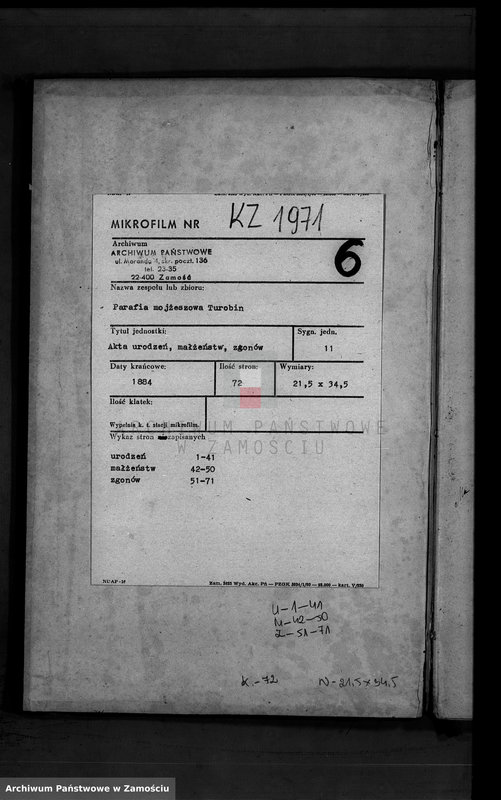 MIKROFILM NR KZ 1971
Archiwum
ARCHIWUM PAŃSTWOWE
ul. Moranda 4, skr. poczt. 136
tel. 23-35
22-400 Zamość
6
Nazwa zespołu lub zbioru:
Parafia mojżeszowa Turobin
Tytuł jednostki:
Akta urodzeń, małżeństw, zgonów
Sygn. jedn.
11
Daty krańcowe:
1884
Ilość stron:
72
Wymiary:
21,5 x 34,5
Ilość klatek:
Wypełnia k. t. stacji mikrofilm.
PAŃSTWOWE
W ZAMOŚCIU
Wykaz stron zapisanych
urodzeń 1-41
małżeństw 42-50
zgonów 51-71
U-1-41
M-42-50
Z-51-71
K.-72
N-21,5x34,5
Archiwum Państwowe w Zamościu